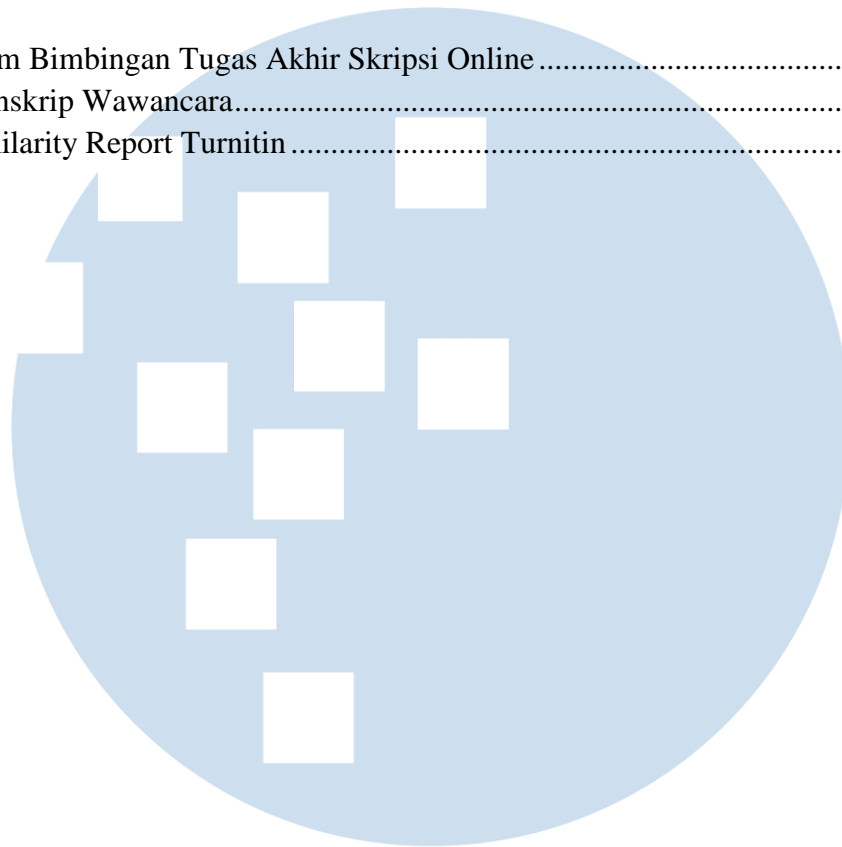 m Bimbingan Tugas Akhir Skripsi Online ..........................................
nskrip Wawancara..............................................................................
ilarity Report Turnitin .......................................................................